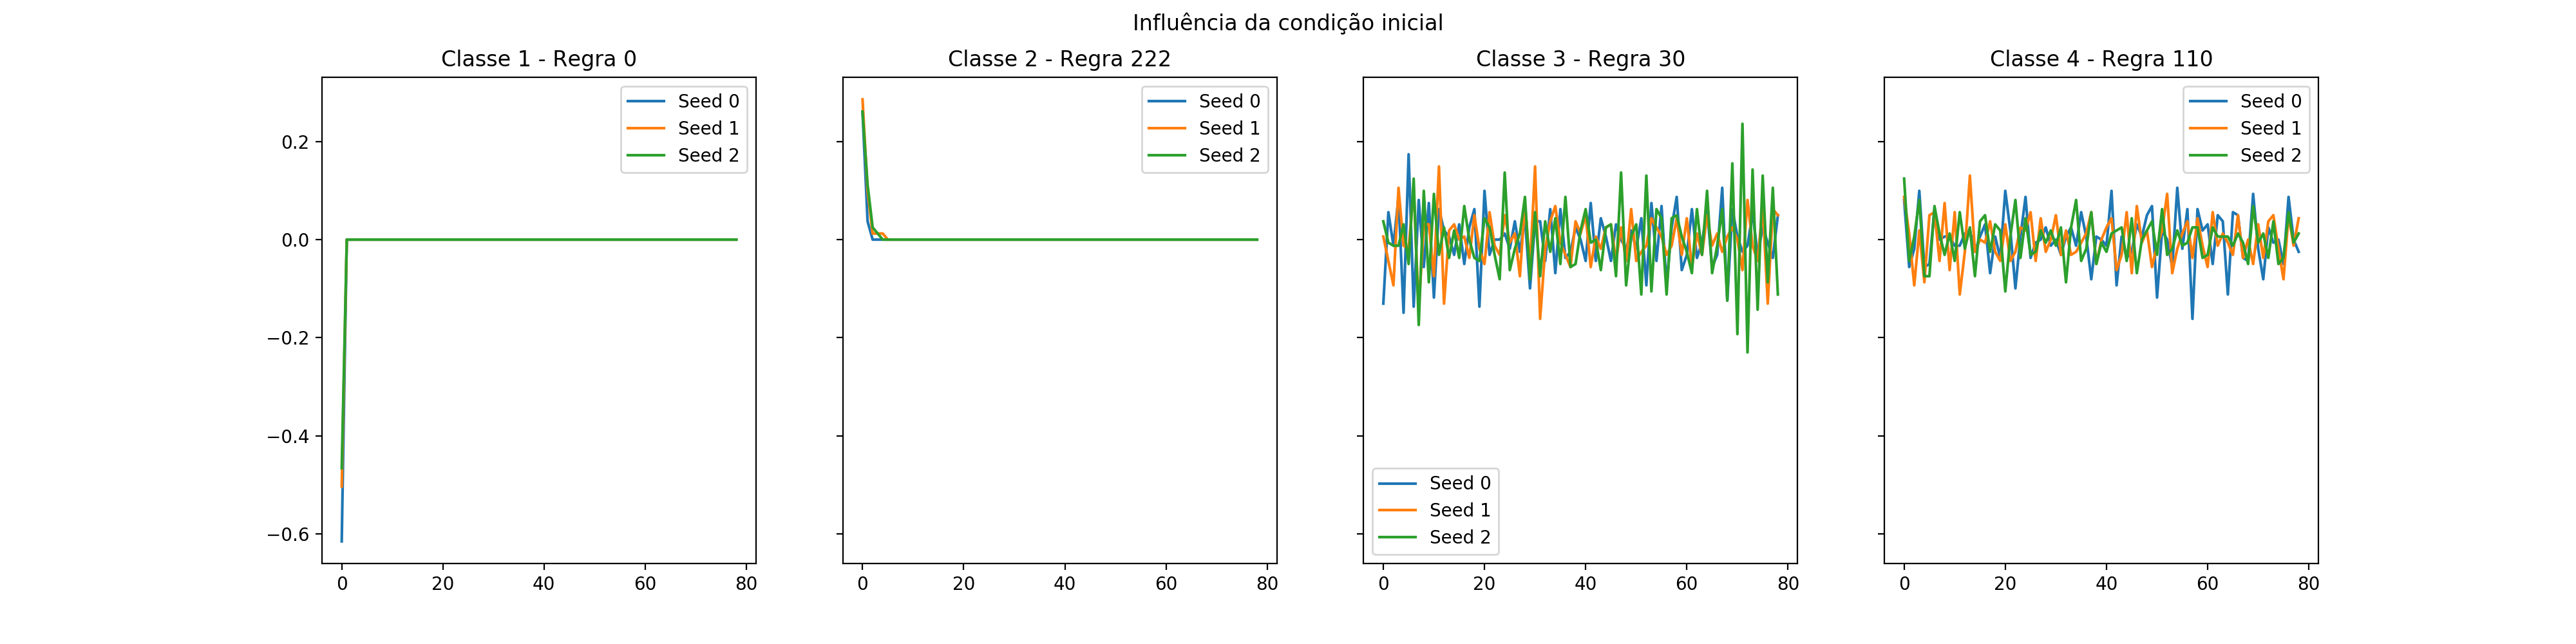 Influência da condição inicial
Classe 1 - Regra 0
Seed 0
Seed 1
Seed 2
0.2
0.0
−0.2
−0.4
−0.6
0 20 40 60 80
Classe 2 - Regra 222
Seed 0
Seed 1
Seed 2
0 20 40 60 80
Classe 3 - Regra 30
Seed 0
Seed 1
Seed 2
0 20 40 60 80
Classe 4 - Regra 110
Seed 0
Seed 1
Seed 2
0 20 40 60 80